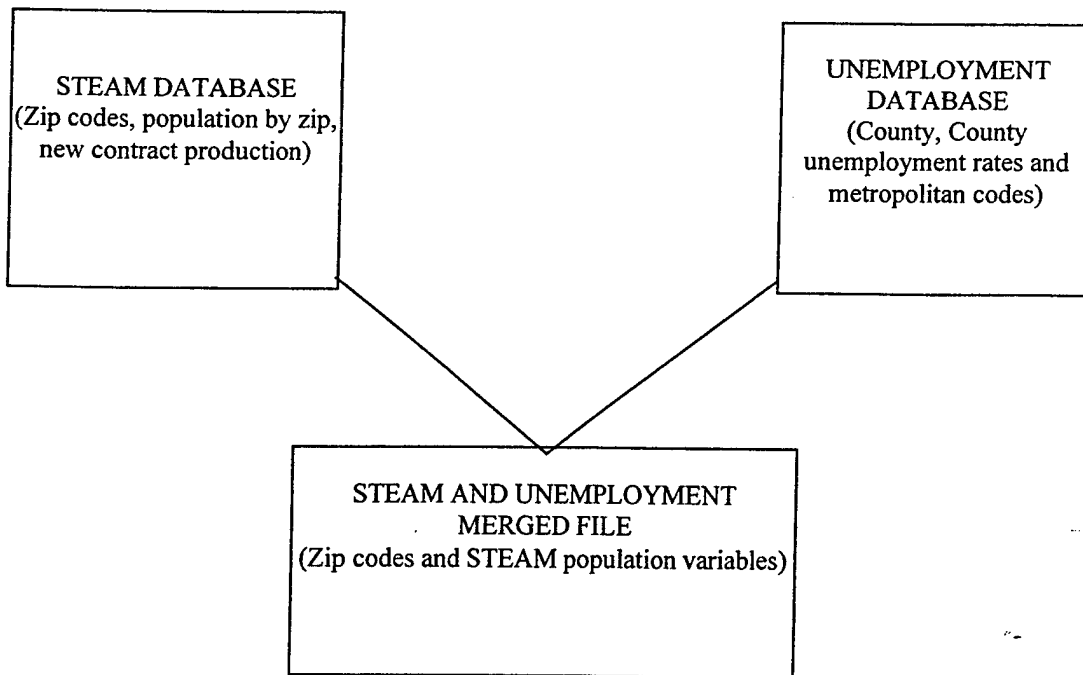 STEAM DATABASE
(Zip codes, population by zip,
new contract production)
UNEMPLOYMENT
DATABASE
(County, County
unemployment rates and
metropolitan codes)
STEAM AND UNEMPLOYMENT
MERGED FILE
(Zip codes and STEAM population variables)